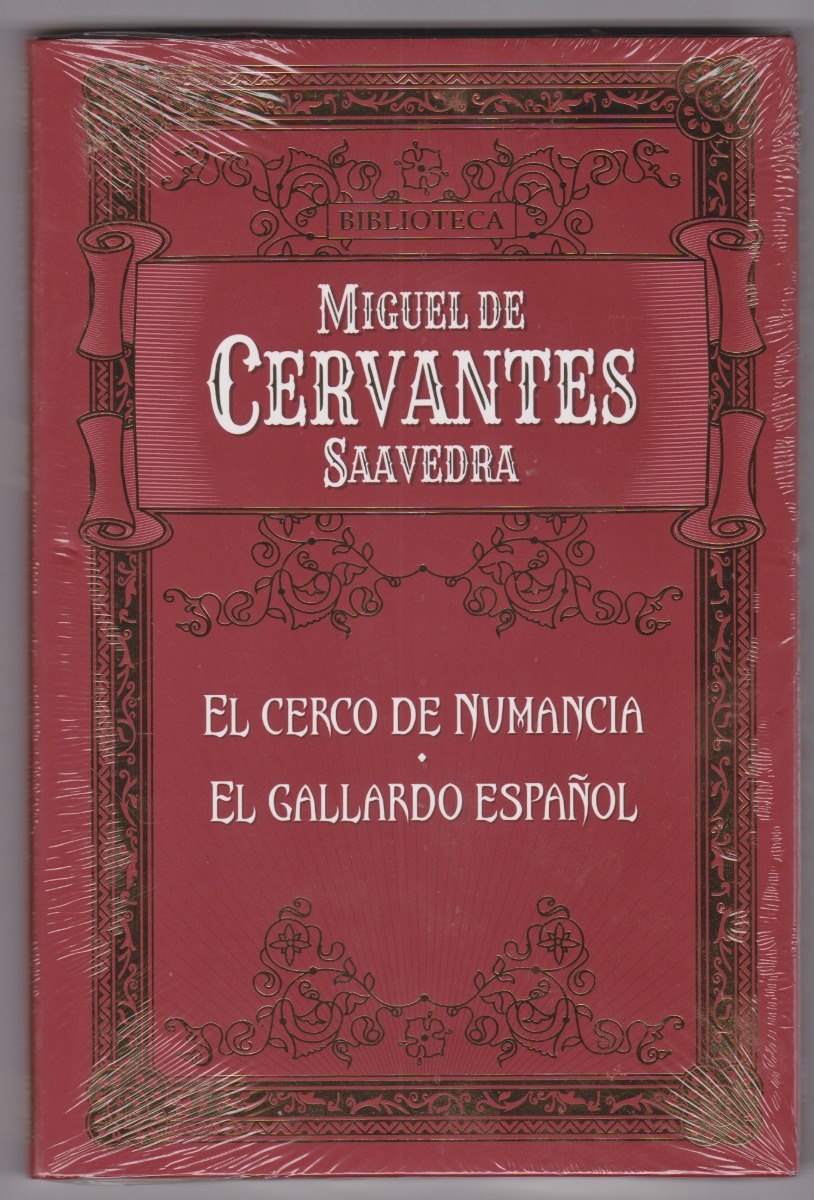 BIBLIOTECA
MIGUEL DE
CERVANTES
SAAVEDRA
EL CERCO DE NUMANCIA
·
EL GALLARDO ESPAÑOL